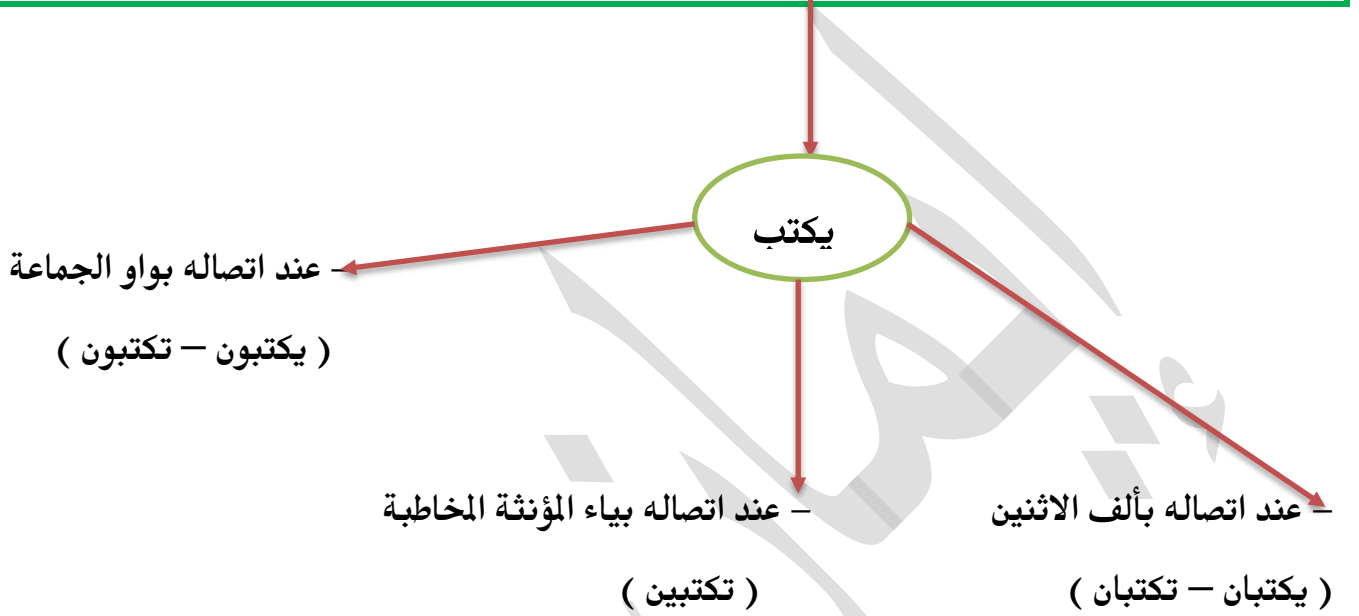 يكتب
– عند اتصاله بواو الجماعة
( يكتبون – تكتبون )
– عند اتصاله بألف الاثنين
( يكتبان – تكتبان )
– عند اتصاله بياء المؤنثة المخاطبة
( تكتبين )